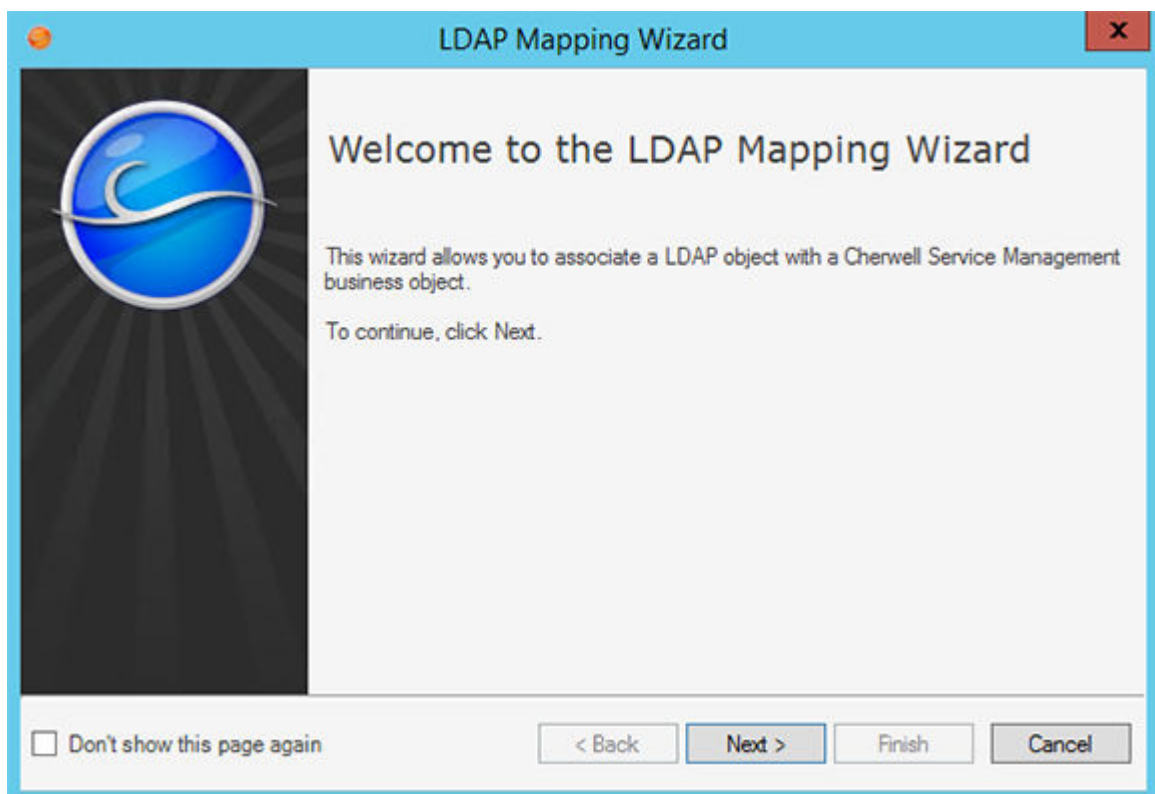 LDAP Mapping Wizard
x
Welcome to the LDAP Mapping Wizard
This wizard allows you to associate a LDAP object with a Cherwell Service Management
business object.
To continue, click Next.
Don't show this page again
< Back
Next >
Finish
Cancel